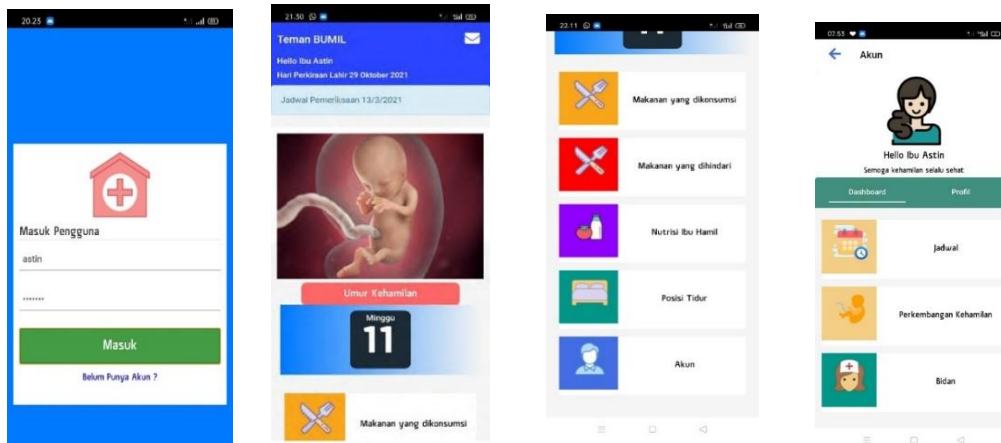 20.23
Masuk Pengguna
astin
.......
Masuk
Belum Punya Akun ?
21.30
Teman BUMIL
Hello Ibu Astin
Hari Perkiraan Lahir 29 Oktober 2021
Jadwal Pemeriksaan 13/3/2021
Umur Kehamilan
Minggu
11
Makanan yang dikonsumsi
22.11
Makanan yang dikonsumsi
Makanan yang dihindari
Nutrisi Ibu Hamil
Posisi Tidur
Akun
07.53
Akun
Hello Ibu Astin
Semoga kehamilan selalu sehat
Dashboard
Profil
Jadwal
Perkembangan Kehamilan
Bidan